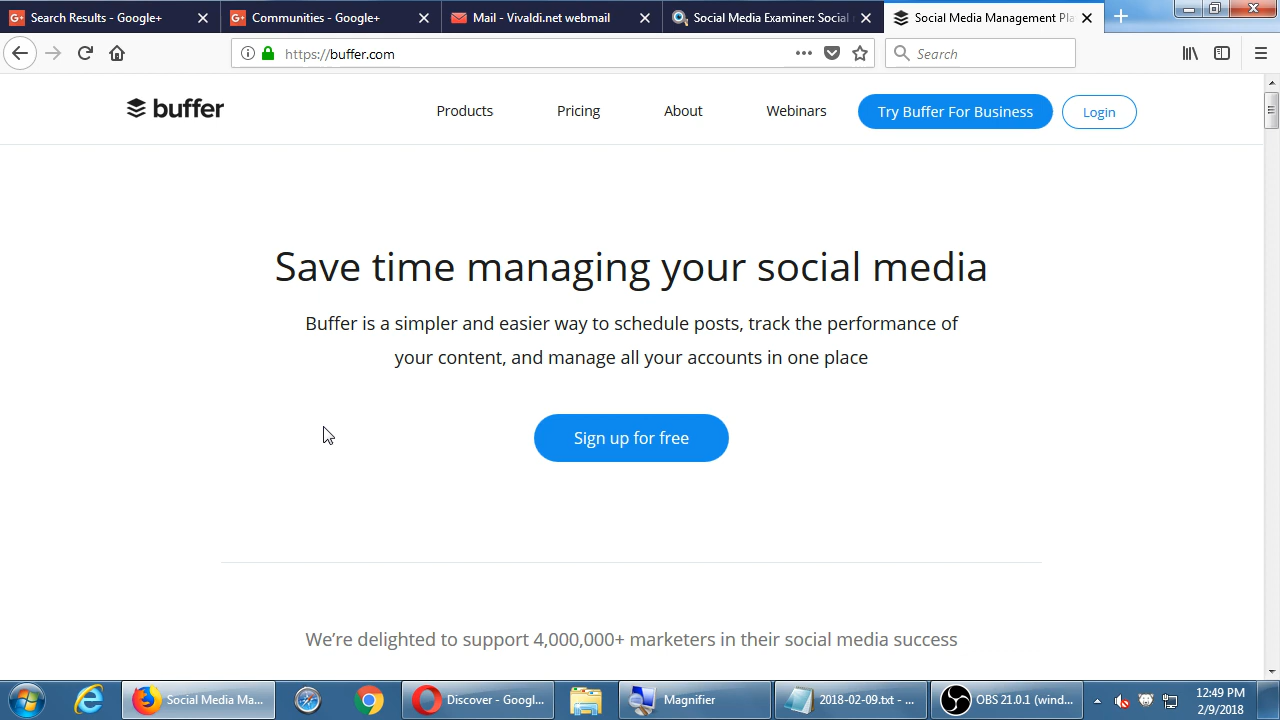 Search Results - Google+
Communities - Google+
Mail - Vivaldi.net webmail
Social Media Examiner: Social
Social Media Management Pla
https://buffer.com
Search
buffer
Products
Pricing
About
Webinars
Try Buffer For Business
Login
Save time managing your social media
Buffer is a simpler and easier way to schedule posts, track the performance of
your content, and manage all your accounts in one place
Sign up for free
We're delighted to support 4,000,000+ marketers in their social media success
Social Media Ma...
Discover - Googl...
Magnifier
2018-02-09.txt - ...
OBS 21.0.1 (wind...
12:49 PM
2/9/2018